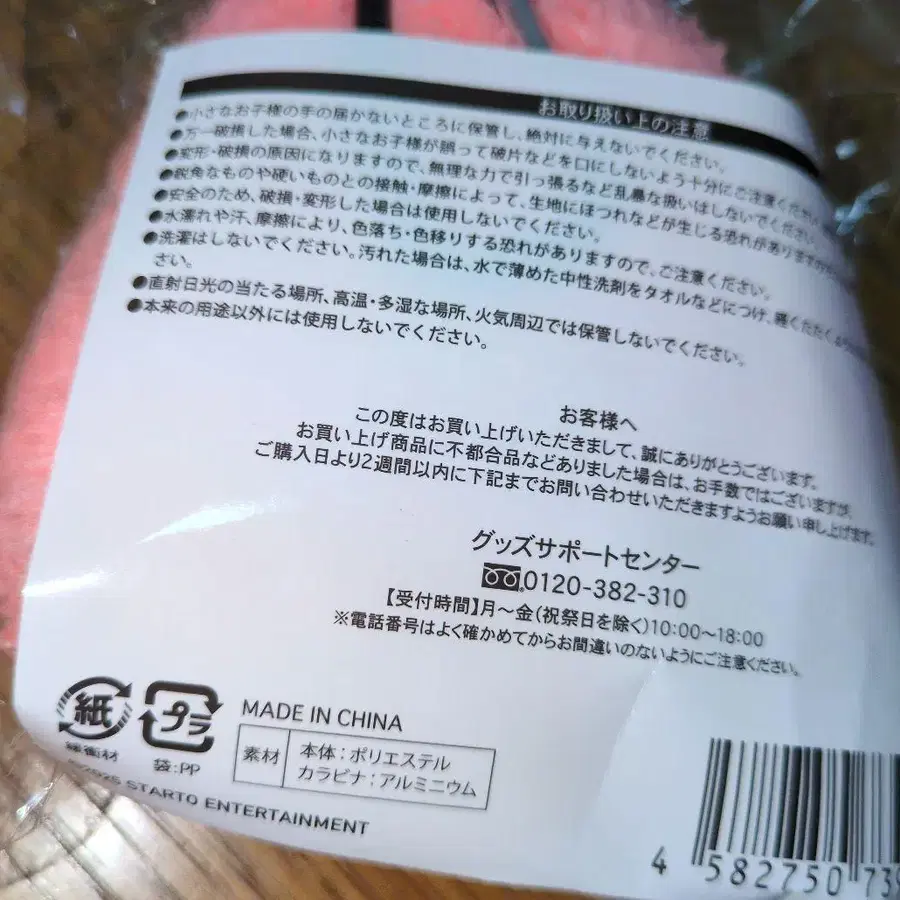 お取り扱い上の注意
●小さなお子様の手の届かないところに保管し、絶対に与えないでください。
●万一破損した場合、小さなお子様が誤って破片などを口にしないよう十分にご注意ください。
●変形・破損の原因になりますので、無理な力で引っ張るなど乱暴な扱いはしないでください。
●鋭角なものや硬いものとの接触・摩擦によって、生地にほつれなどが生じる恐れがありますので
●安全のため、破損・変形した場合は使用しないでください。
●水濡れや汗、摩擦により、色落ち・色移りする恐れがありますので、ご注意ください。
●洗濯はしないでください。汚れた場合は、水で薄めた中性洗剤をタオルなどにつけ、軽くたたくよう
さい。
●直射日光の当たる場所、高温・多湿な場所、火気周辺では保管しないでください。
●本来の用途以外には使用しないでください。
お客様へ
この度はお買い上げいただきまして、誠にありがとうございます。
お買い上げ商品に不都合品などありました場合は、お手数ではございますが、
ご購入日より2週間以内に下記までお問い合わせいただきますようお願い申し上げます。
グッズサポートセンター
0120-382-310
【受付時間】月～金(祝祭日を除く)10:00～18:00
※電話番号はよく確かめてからお間違いのないようにご注意ください。
紙
緩衝材
プラ
袋:PP
MADE IN CHINA
素材
本体:ポリエステル
カラビナ:アルミニウム
©2025 STARTO ENTERTAINMENT
4 582750 739